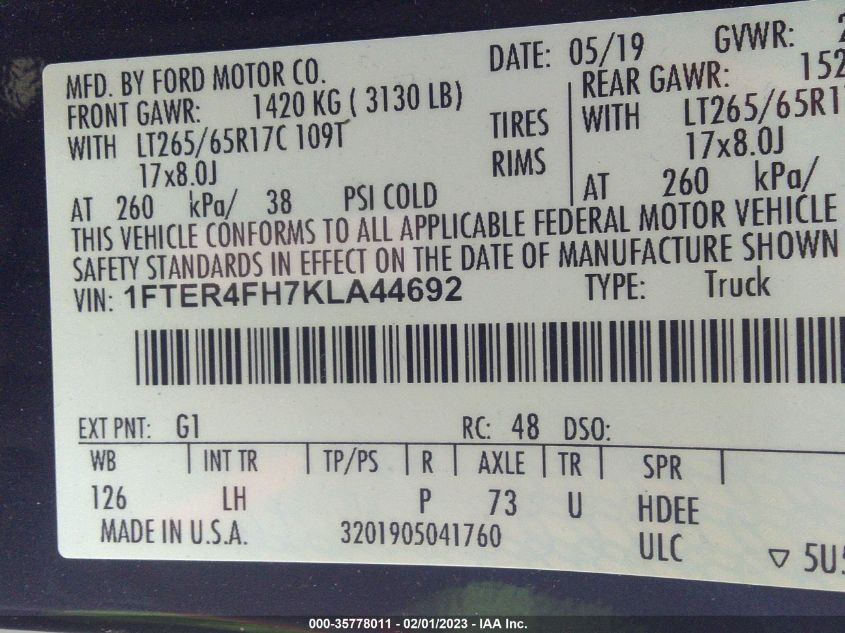 MFD. BY FORD MOTOR CO. DATE: 05/19 GVWR:
FRONT GAWR: 1420 KG ( 3130 LB) REAR GAWR:
WITH LT265/65R17C 109T TIRES WITH
17x8.0J RIMS 17x8.0J
AT 260 kPa/ 38 PSI COLD AT 260 kPa/
THIS VEHICLE CONFORMS TO ALL APPLICABLE FEDERAL MOTOR VEHICLE
SAFETY STANDARDS IN EFFECT ON THE DATE OF MANUFACTURE SHOWN
VIN: 1FTER4FH7KLA44692 TYPE: Truck
EXT PNT: G1 RC: 48 DSO:
WB INT TR TP/PS R AXLE TR SPR
126 LH P 73 U HDEE
MADE IN U.S.A. 3201905041760 ULC
000-35778011 - 02/01/2023 - IAA Inc.